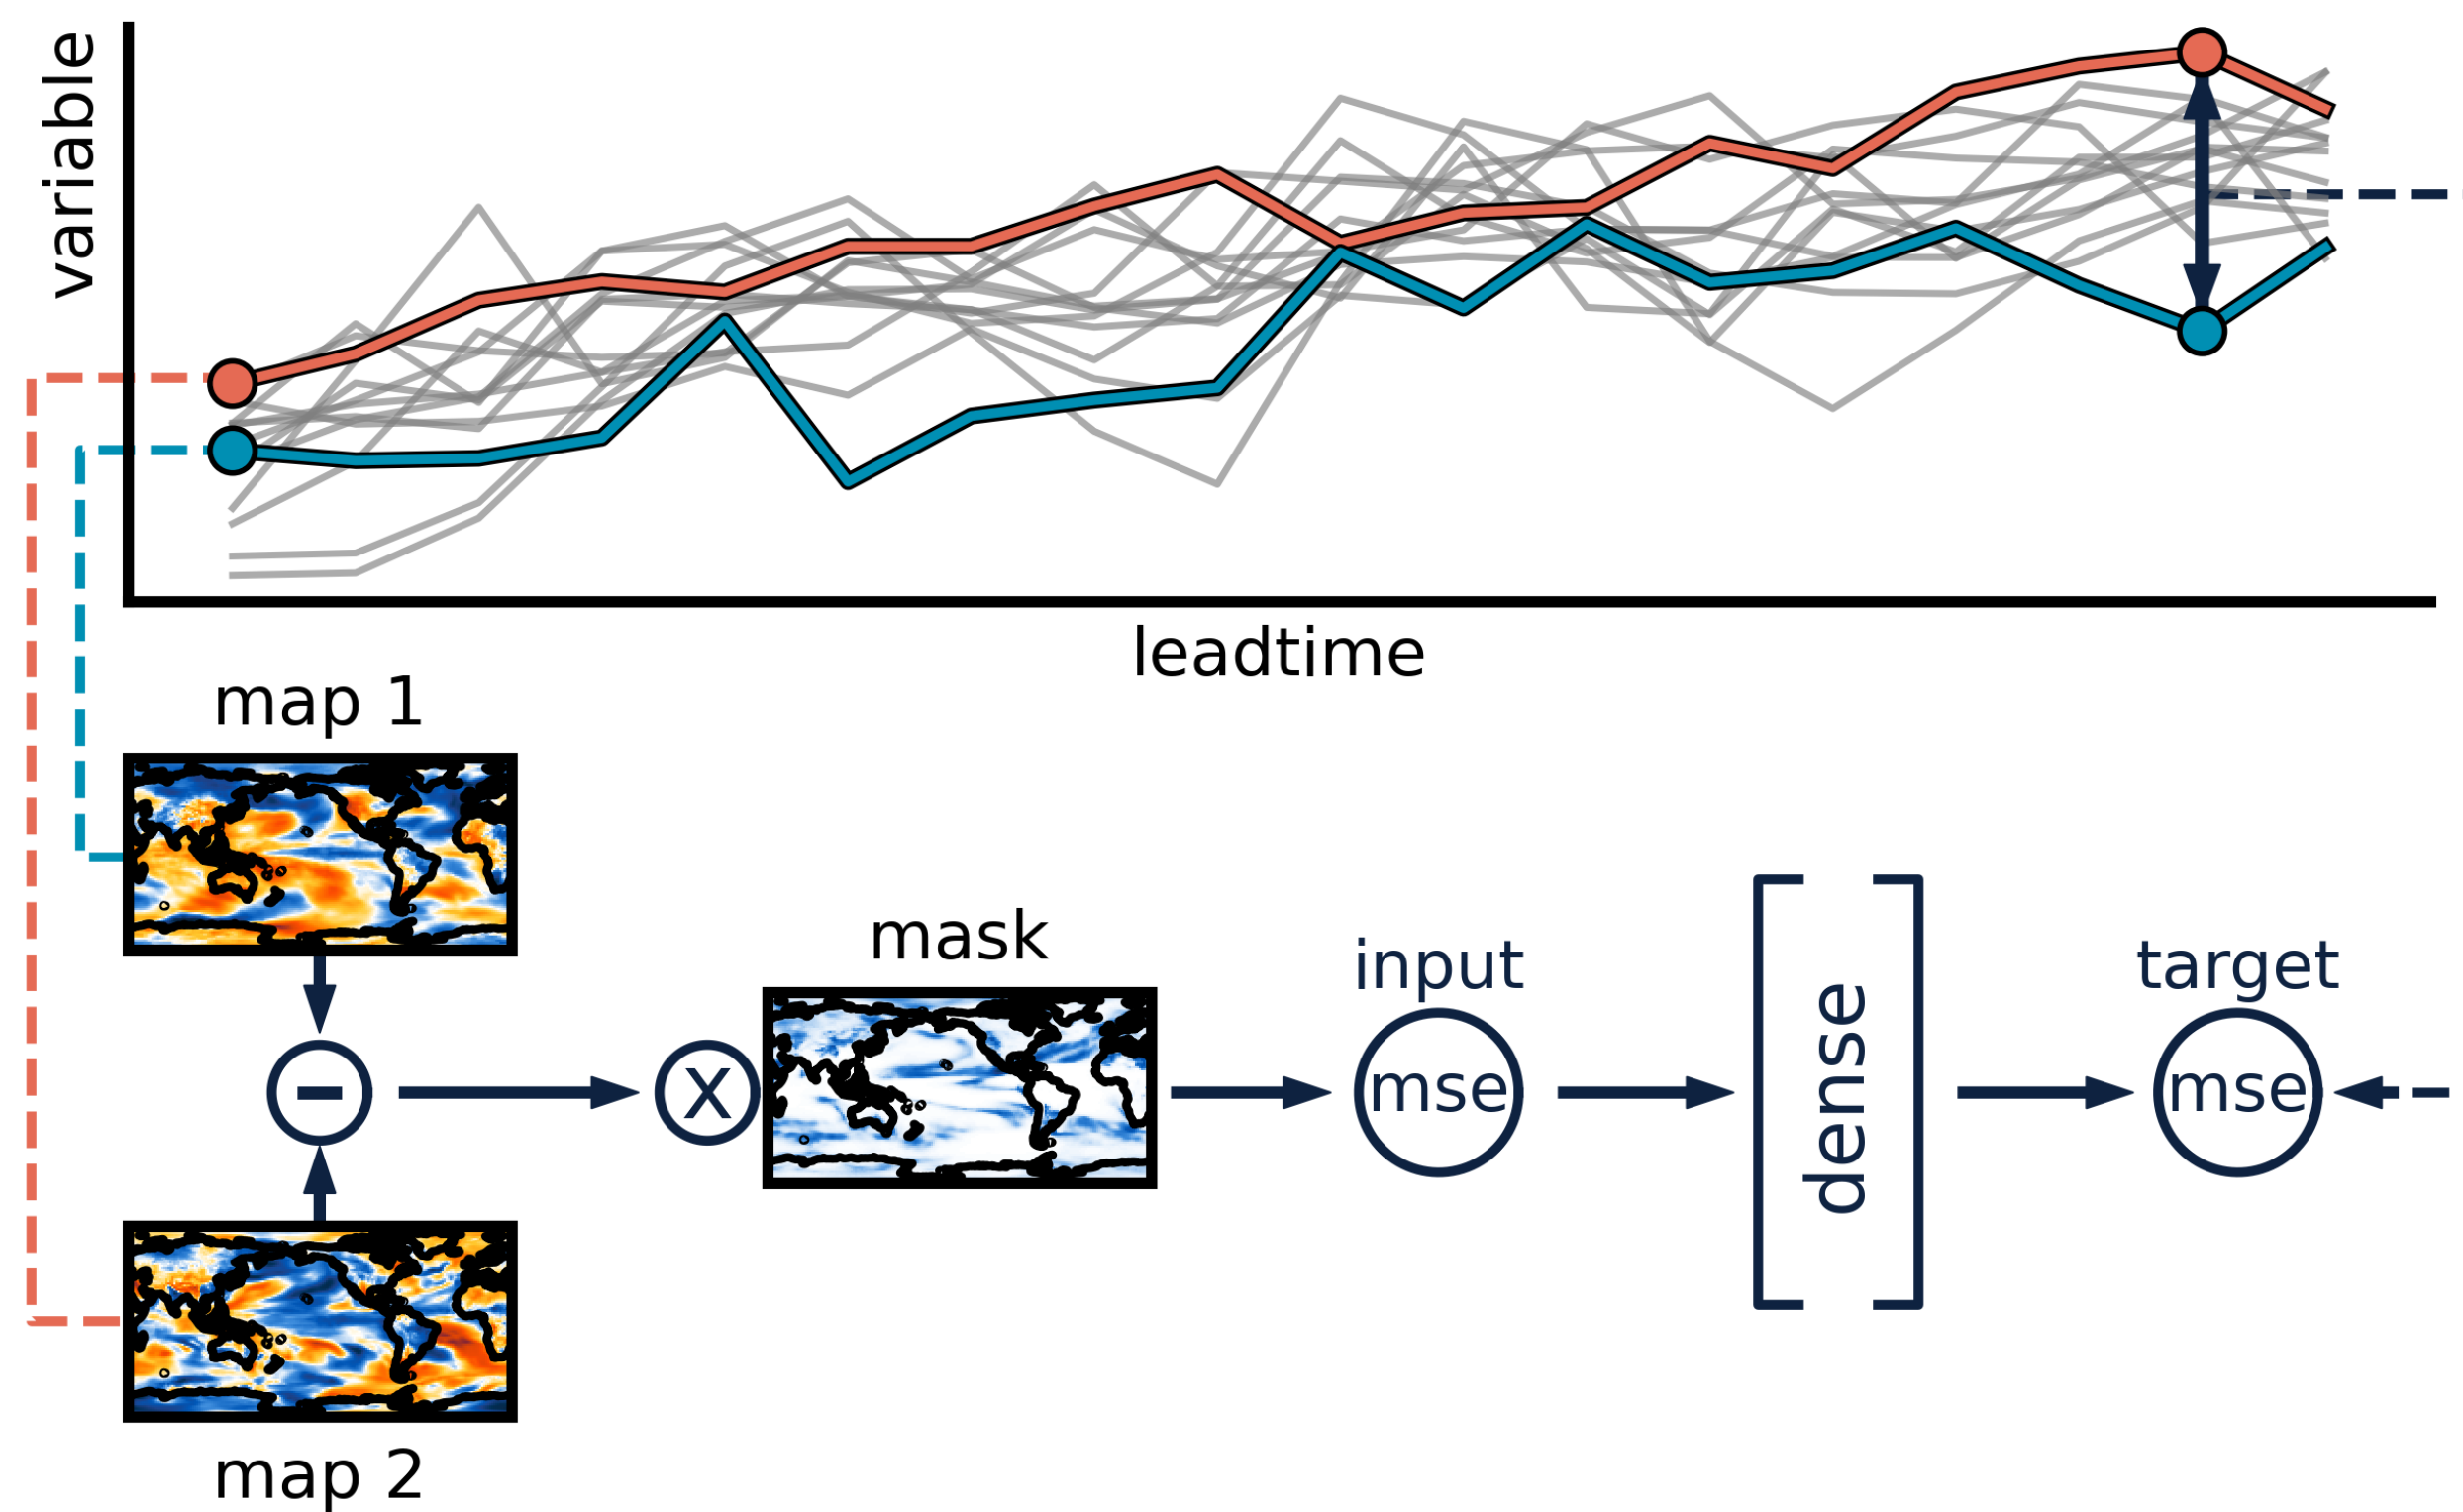 variable
leadtime
map 1
mask
input
target
-
x
mse
dense
mse
map 2